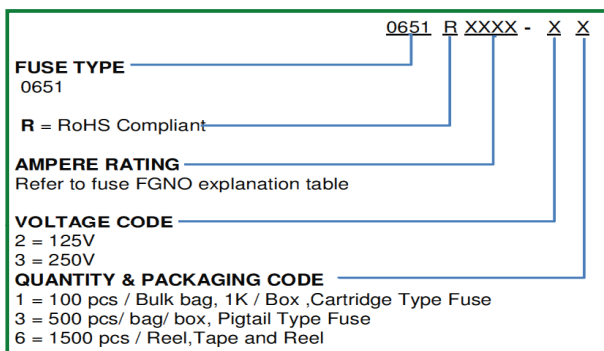 0651 R XXXX - X X
FUSE TYPE
0651
R = RoHS Compliant
AMPERE RATING
Refer to fuse FGNO explanation table
VOLTAGE CODE
2 = 125V
3 = 250V
QUANTITY & PACKAGING CODE
1 = 100 pcs / Bulk bag, 1K / Box ,Cartridge Type Fuse
3 = 500 pcs/ bag/ box, Pigtail Type Fuse
6 = 1500 pcs / Reel,Tape and Reel